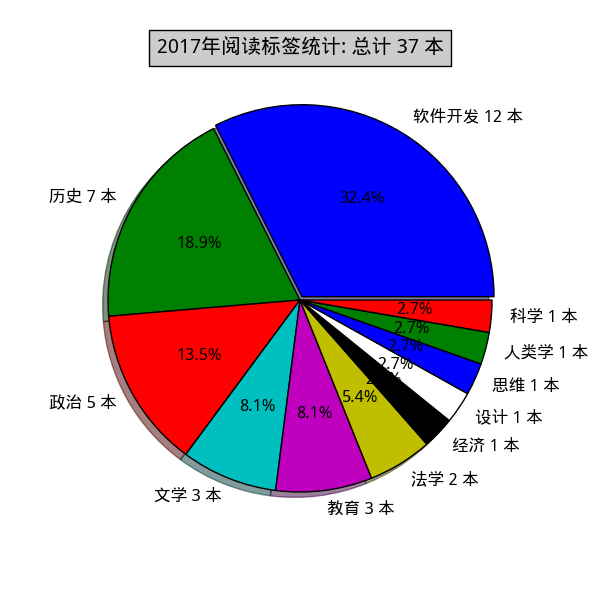 2017年阅读标签统计: 总计 37 本
软件开发 12 本
32.4%
历史 7 本
18.9%
政治 5 本
13.5%
文学 3 本
8.1%
教育 3 本
8.1%
法学 2 本
5.4%
经济 1 本
设计 1 本
2.7%
思维 1 本
2.7%
人类学 1 本
2.7%
科学 1 本
2.7%